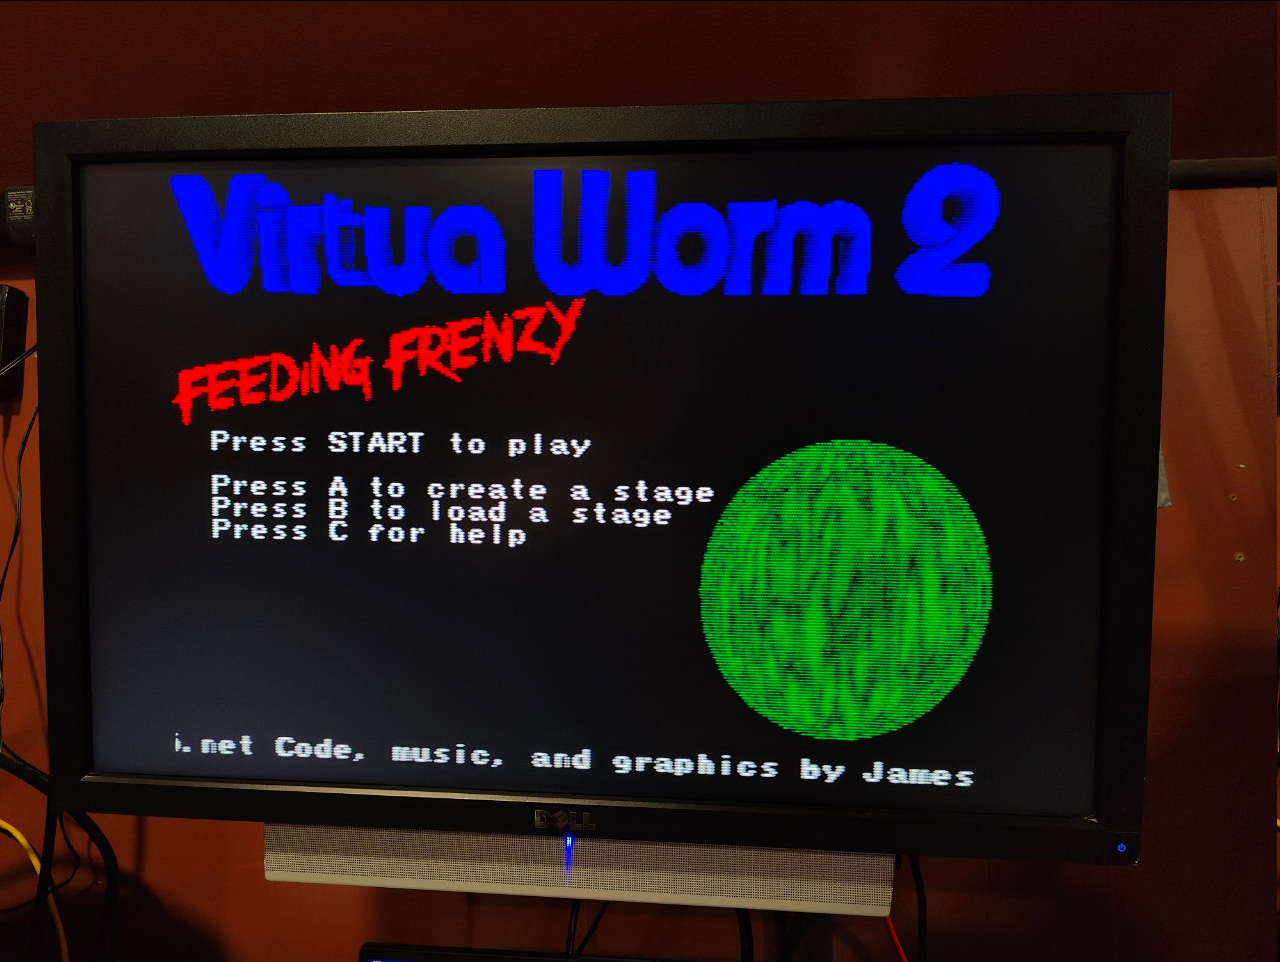 Virtua Worm 2
FEEDING FRENZY
Press START to play
Press A to create a stage
Press B to load a stage
Press C for help
i.net Code, music, and graphics by James
DELL